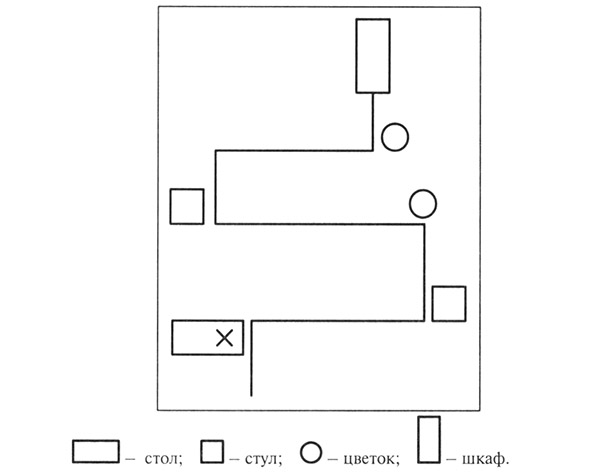 – стол; – стул; – цветок; – шкаф.